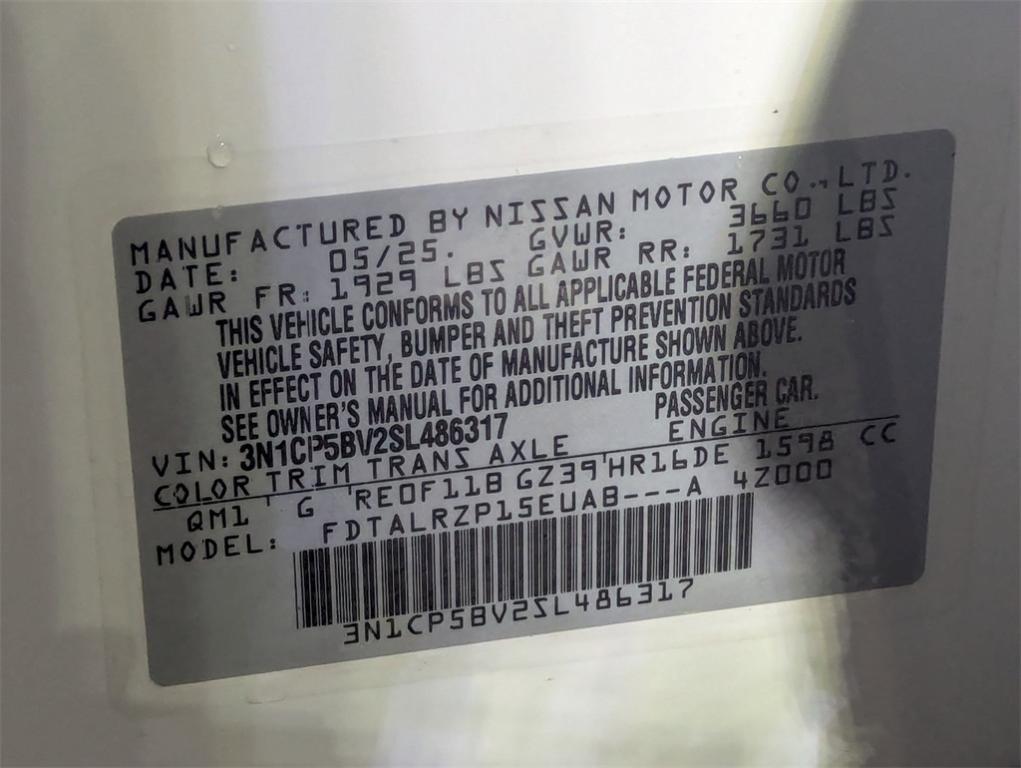 MANUFACTURED BY NISSAN MOTOR CO.,LTD.
DATE: 05/25. GVWR: 3660 LBS
GAWR FR: 1929 LBS GAWR RR: 1731 LBS
THIS VEHICLE CONFORMS TO ALL APPLICABLE FEDERAL MOTOR
VEHICLE SAFETY, BUMPER AND THEFT PREVENTION STANDARDS
IN EFFECT ON THE DATE OF MANUFACTURE SHOWN ABOVE.
SEE OWNER'S MANUAL FOR ADDITIONAL INFORMATION.
VIN: 3N1CP5BV2SL486317 PASSENGER CAR.
COLOR TRIM TRANS AXLE ENGINE
QM1 G RE0F11B GZ39 HR16DE 1598 CC
MODEL: FDTALRZP15EUAB---A 4Z000
3N1CP5BV2SL486317